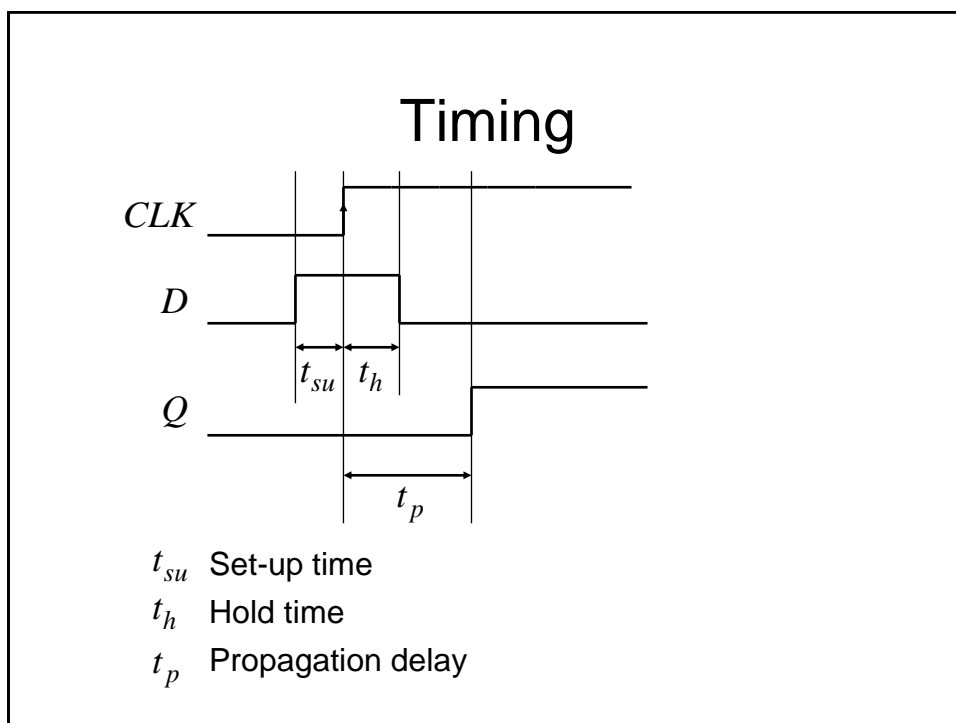 Timing
CLK
D
t_su t_h
Q
t_p
t_su Set-up time
t_h Hold time
t_p Propagation delay